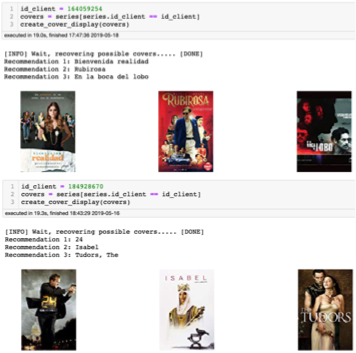 1 id_client = 164059254
2 covers = series[series.id_client == id_client]
3 create_cover_display(covers)
executed in 19.0s, finished 17:47:36 2019-05-18
[INFO] Wait, recovering possible covers..... [DONE]
Recommendation 1: Bienvenida realidad
Recommendation 2: Rubirosa
Recommendation 3: En la boca del lobo
realidad
RUBIROSA
1 id_client = 184928670
2 covers = series[series.id_client == id_client]
3 create_cover_display(covers)
executed in 19.3s, finished 18:43:29 2019-05-16
[INFO] Wait, recovering possible covers..... [DONE]
Recommendation 1: 24
Recommendation 2: Isabel
Recommendation 3: Tudors, The
24
ISABEL
THE TUDORS